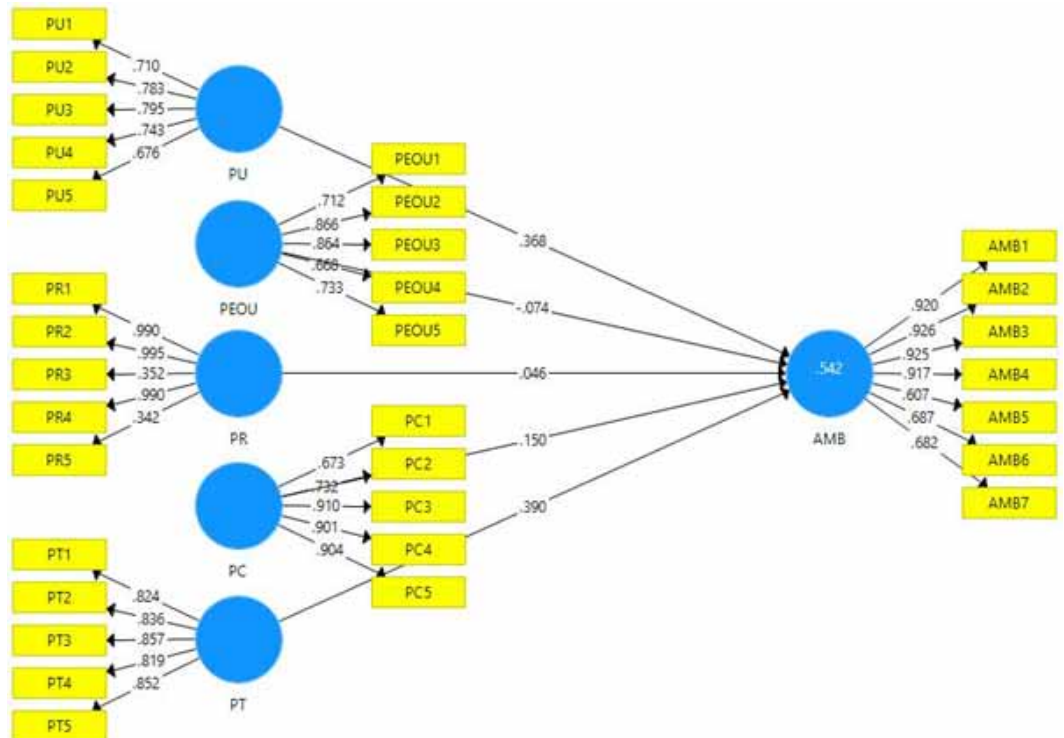 PU1
PU2
PU3
PU4
PU5
.710
.783
.795
.743
.676
PU
PEOU1
PEOU2
PEOU3
PEOU4
PEOU5
.712
.866
.864
.668
.733
PEOU
PR1
PR2
PR3
PR4
PR5
.990
.995
.352
.990
.342
PR
PC1
PC2
PC3
PC4
PC5
.673
.732
.910
.901
.904
PC
PT1
PT2
PT3
PT4
PT5
.824
.836
.857
.819
.852
PT
.368
-.074
.046
.150
.390
.542
AMB
.920
.926
.925
.917
.607
.687
.682
AMB1
AMB2
AMB3
AMB4
AMB5
AMB6
AMB7